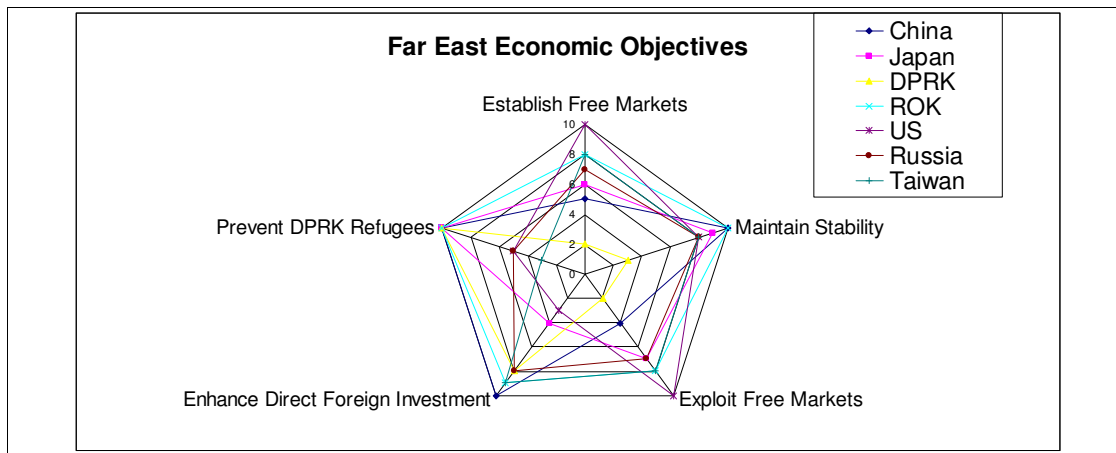 Far East Economic Objectives
China
Japan
DPRK
ROK
US
Russia
Taiwan
Establish Free Markets
10
8
6
4
2
0
Prevent DPRK Refugees
Maintain Stability
Enhance Direct Foreign Investment
Exploit Free Markets